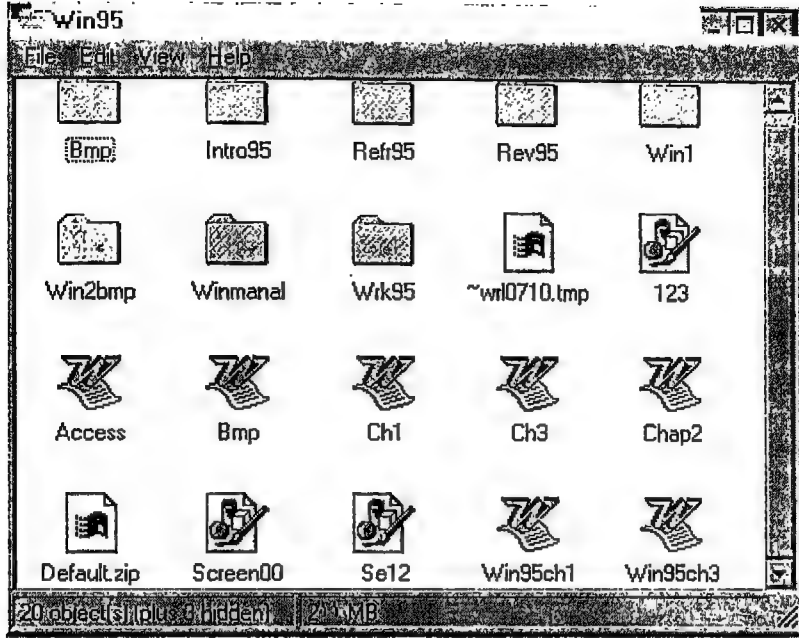 Win95
File Edit View Help
Bmp Intro95 Refr95 Rev95 Win1
Win2bmp Winmanal Wrk95 ~wrl0710.tmp 123
Access Bmp Ch1 Ch3 Chap2
Default.zip Screen00 Se12 Win95ch1 Win95ch3
20 object(s) (plus hidden) MB